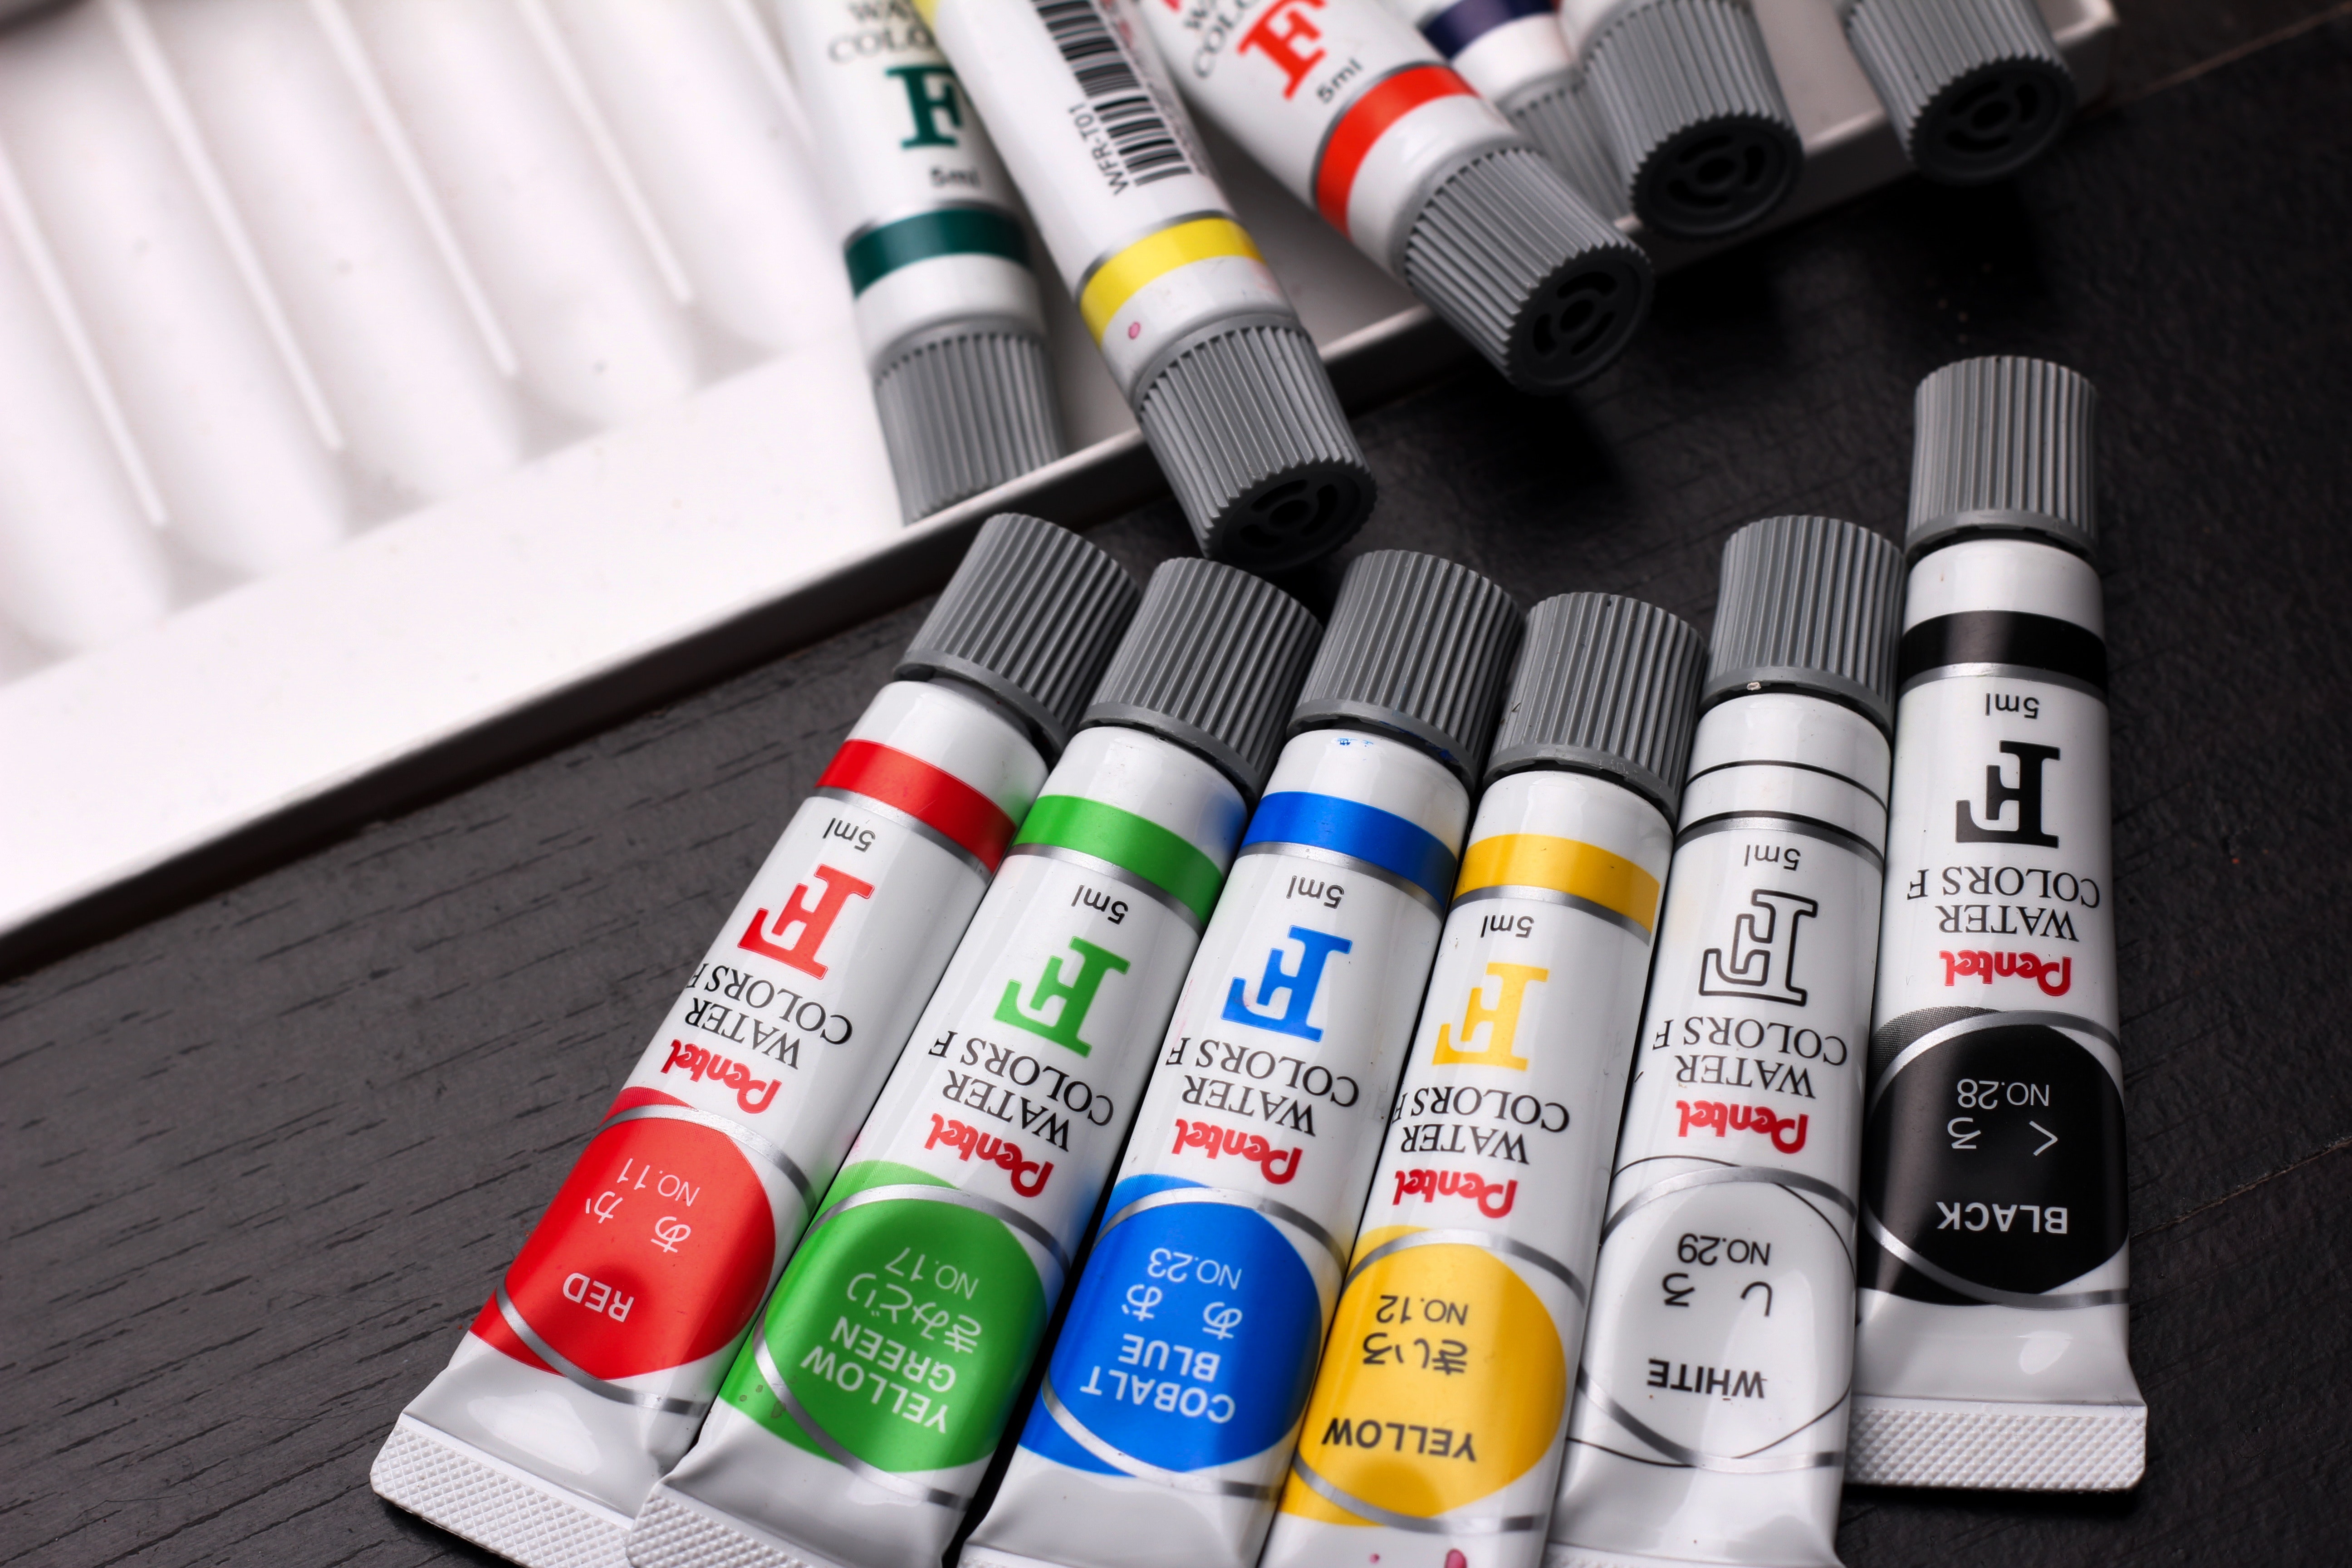 COLO
F
5ml
WFR-T01
COLO
F
5ml
RED
あか
NO.11
Pentel
WATER
COLORS F
F
5ml
YELLOW
GREEN
きみどり
NO.17
Pentel
WATER
COLORS F
F
5ml
COBALT
BLUE
あお
NO.23
Pentel
WATER
COLORS F
F
5ml
YELLOW
きいろ
NO.12
Pentel
WATER
COLORS F
F
5ml
WHITE
しろ
NO.29
Pentel
WATER
COLORS F
F
5ml
BLACK
くろ
NO.28
Pentel
WATER
COLORS F
F
5ml